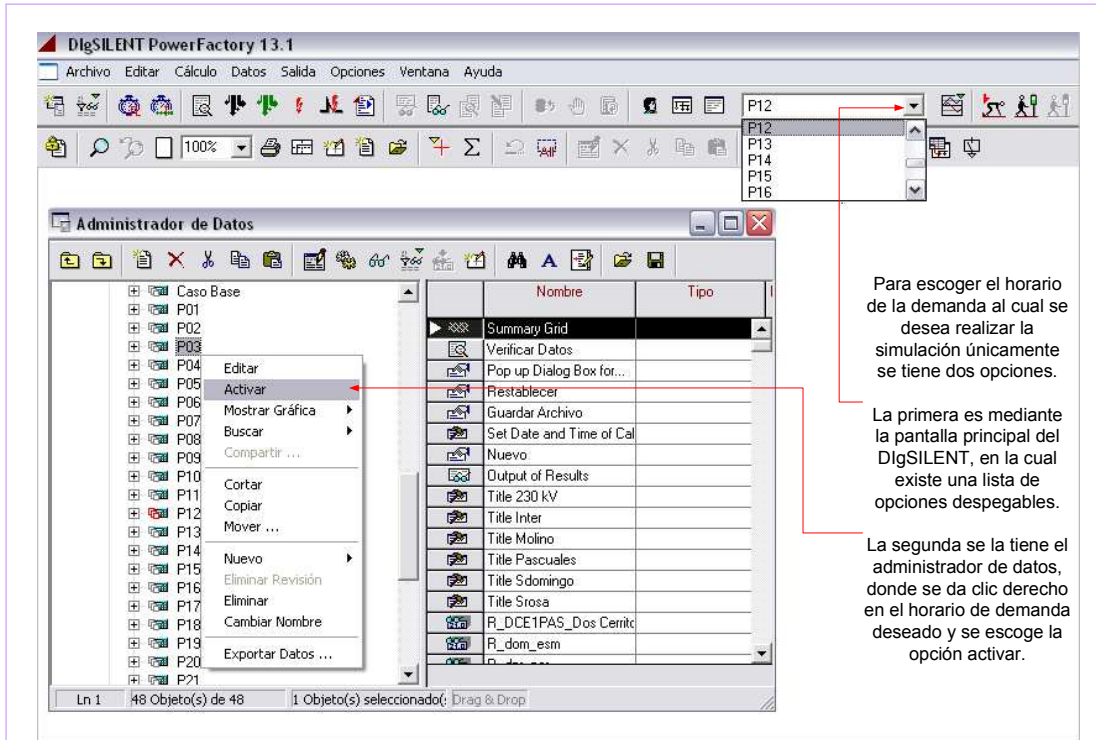 DIgSILENT PowerFactory 13.1
Archivo Editar Cálculo Datos Salida Opciones Ventana Ayuda
P12
100%
P12
P13
P14
P15
P16
Administrador de Datos
Caso Base
P01
P02
P03
P04
P05
P06
P07
P08
P09
P10
P11
P12
P13
P14
P15
P16
P17
P18
P19
P20
P21
Editar
Activar
Mostrar Gráfica
Buscar
Compartir ...
Cortar
Copiar
Mover ...
Nuevo
Eliminar Revisión
Eliminar
Cambiar Nombre
Exportar Datos ...
Nombre Tipo
Summary Grid
Verificar Datos
Pop up Dialog Box for...
Restablecer
Guardar Archivo
Set Date and Time of Cal
Nuevo
Output of Results
Title 230 kV
Title Inter
Title Molino
Title Pascuales
Title Sdomingo
Title Srosa
R_DCE1PAS_Dos Cerrito
R_dom_esm
Ln 1 48 Objeto(s) de 48 1 Objeto(s) seleccionado(: Drag & Drop
Para escoger el horario
de la demanda al cual se
desea realizar la
simulación únicamente
se tiene dos opciones.
La primera es mediante
la pantalla principal del
DIgSILENT, en la cual
existe una lista de
opciones despegables.
La segunda se la tiene el
administrador de datos,
donde se da clic derecho
en el horario de demanda
deseado y se escoge la
opción activar.